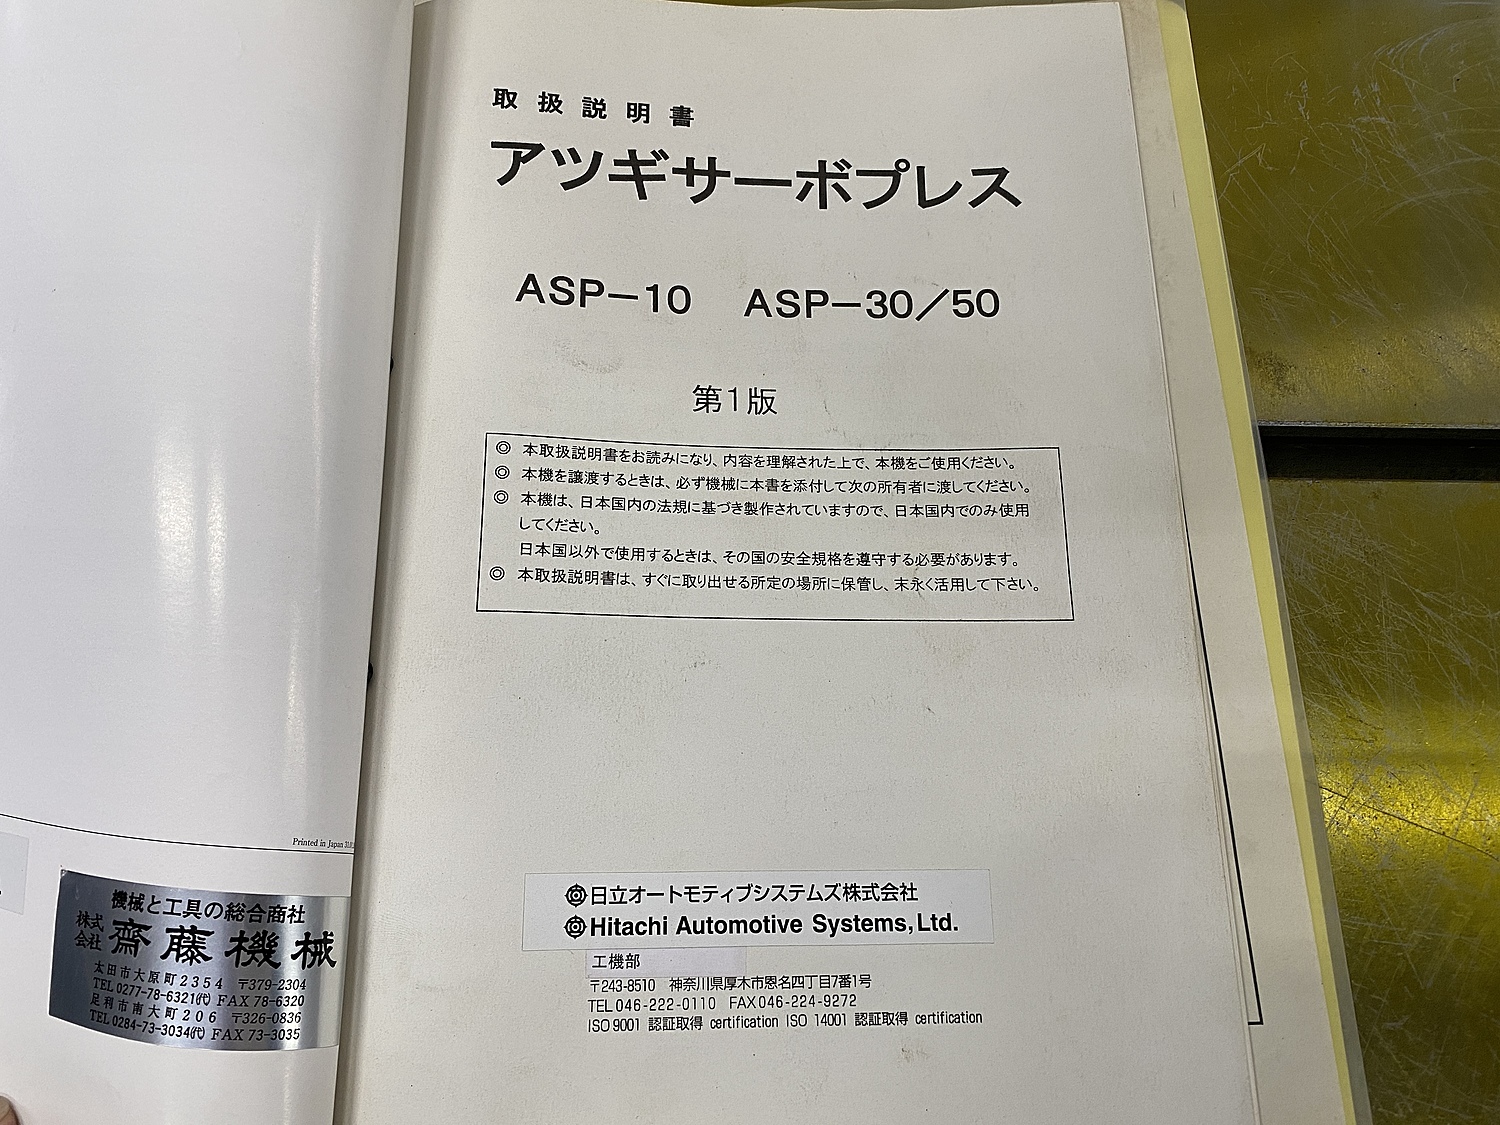 取扱説明書
アツギサーボプレス
ASP-10 ASP-30/50
第1版
◎ 本取扱説明書をお読みになり、内容を理解された上で、本機をご使用ください。
◎ 本機を譲渡するときは、必ず機械に本書を添付して次の所有者に渡してください。
◎ 本機は、日本国内の法規に基づき製作されていますので、日本国内でのみ使用
してください。
日本国以外で使用するときは、その国の安全規格を遵守する必要があります。
◎ 本取扱説明書は、すぐに取り出せる所定の場所に保管し、末永く活用して下さい。
日立オートモティブシステムズ株式会社
Hitachi Automotive Systems,Ltd.
工機部
〒243-8510 神奈川県厚木市恩名四丁目7番1号
TEL046-222-0110 FAX046-224-9272
ISO9001 認証取得 certification ISO 14001 認証取得 certification
Printed in Japan
機械と工具の総合商社
株式会社 齋藤機械
太田市大原町2354 〒379-2304
TEL0277-78-6321(代) FAX 78-6320
足利市南大町206 〒326-0836
TEL0284-73-3034(代) FAX 73-3035